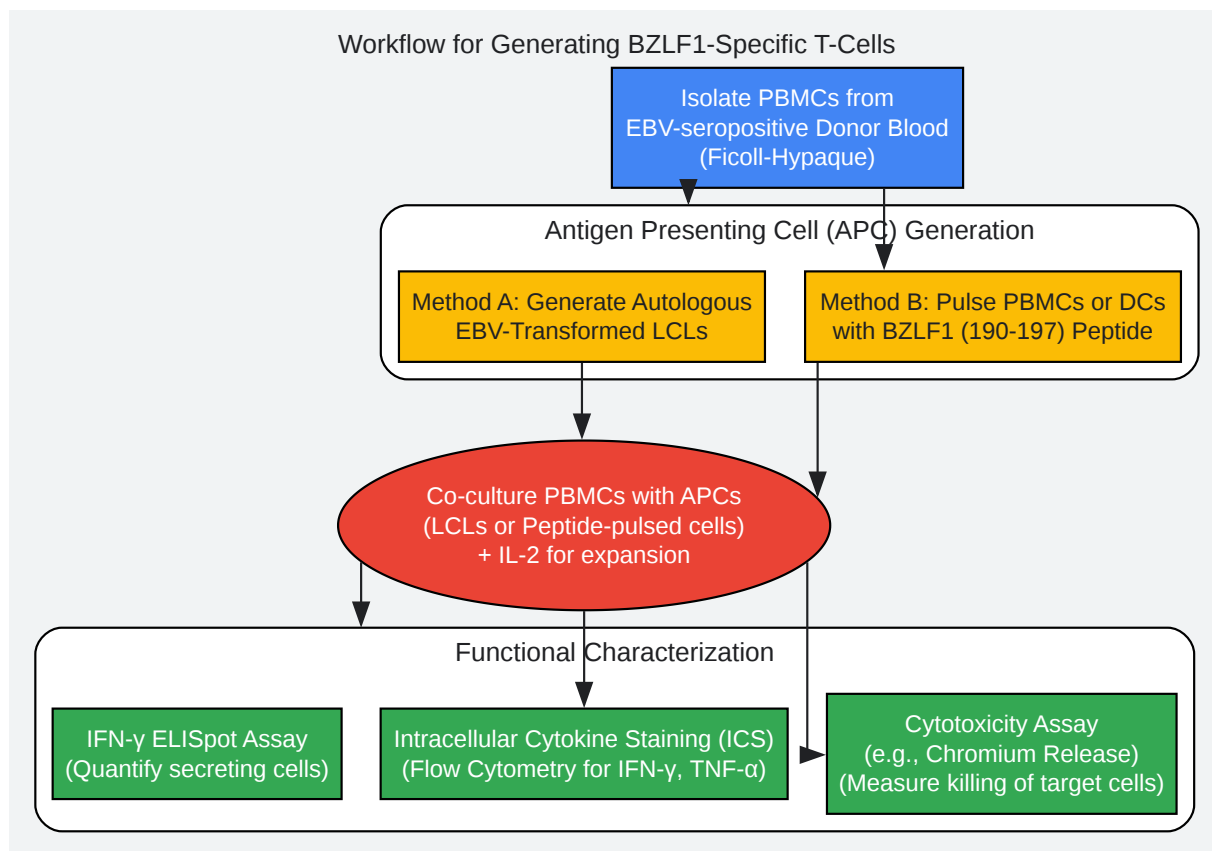 Workflow for Generating BZLF1-Specific T-Cells
Isolate PBMCs from
EBV-seropositive Donor Blood
(Ficoll-Hypaque)
Antigen Presenting Cell (APC) Generation
Method A: Generate Autologous
EBV-Transformed LCLs
Method B: Pulse PBMCs or DCs
with BZLF1 (190-197) Peptide
Co-culture PBMCs with APCs
(LCLs or Peptide-pulsed cells)
+ IL-2 for expansion
Functional Characterization
IFN-γ ELISpot Assay
(Quantify secreting cells)
Intracellular Cytokine Staining (ICS)
(Flow Cytometry for IFN-γ, TNF-α)
Cytotoxicity Assay
(e.g., Chromium Release)
(Measure killing of target cells)